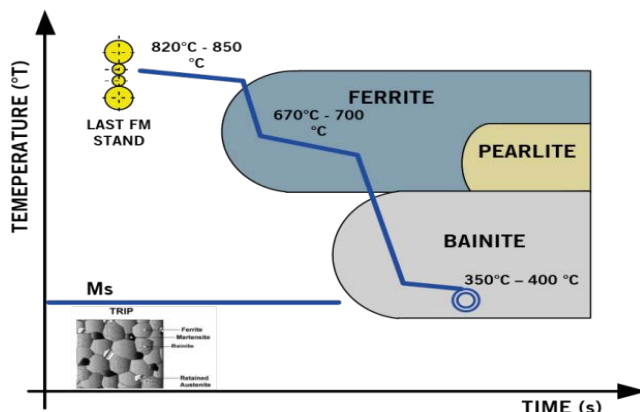 TEMEPERATURE (°T)
820°C - 850
°C
LAST FM
STAND
FERRITE
670°C - 700
°C
PEARLITE
BAINITE
350°C – 400 °C
Ms
TRIP
Ferrite
Martensite
Bainite
Retained
Austenite
TIME (s)